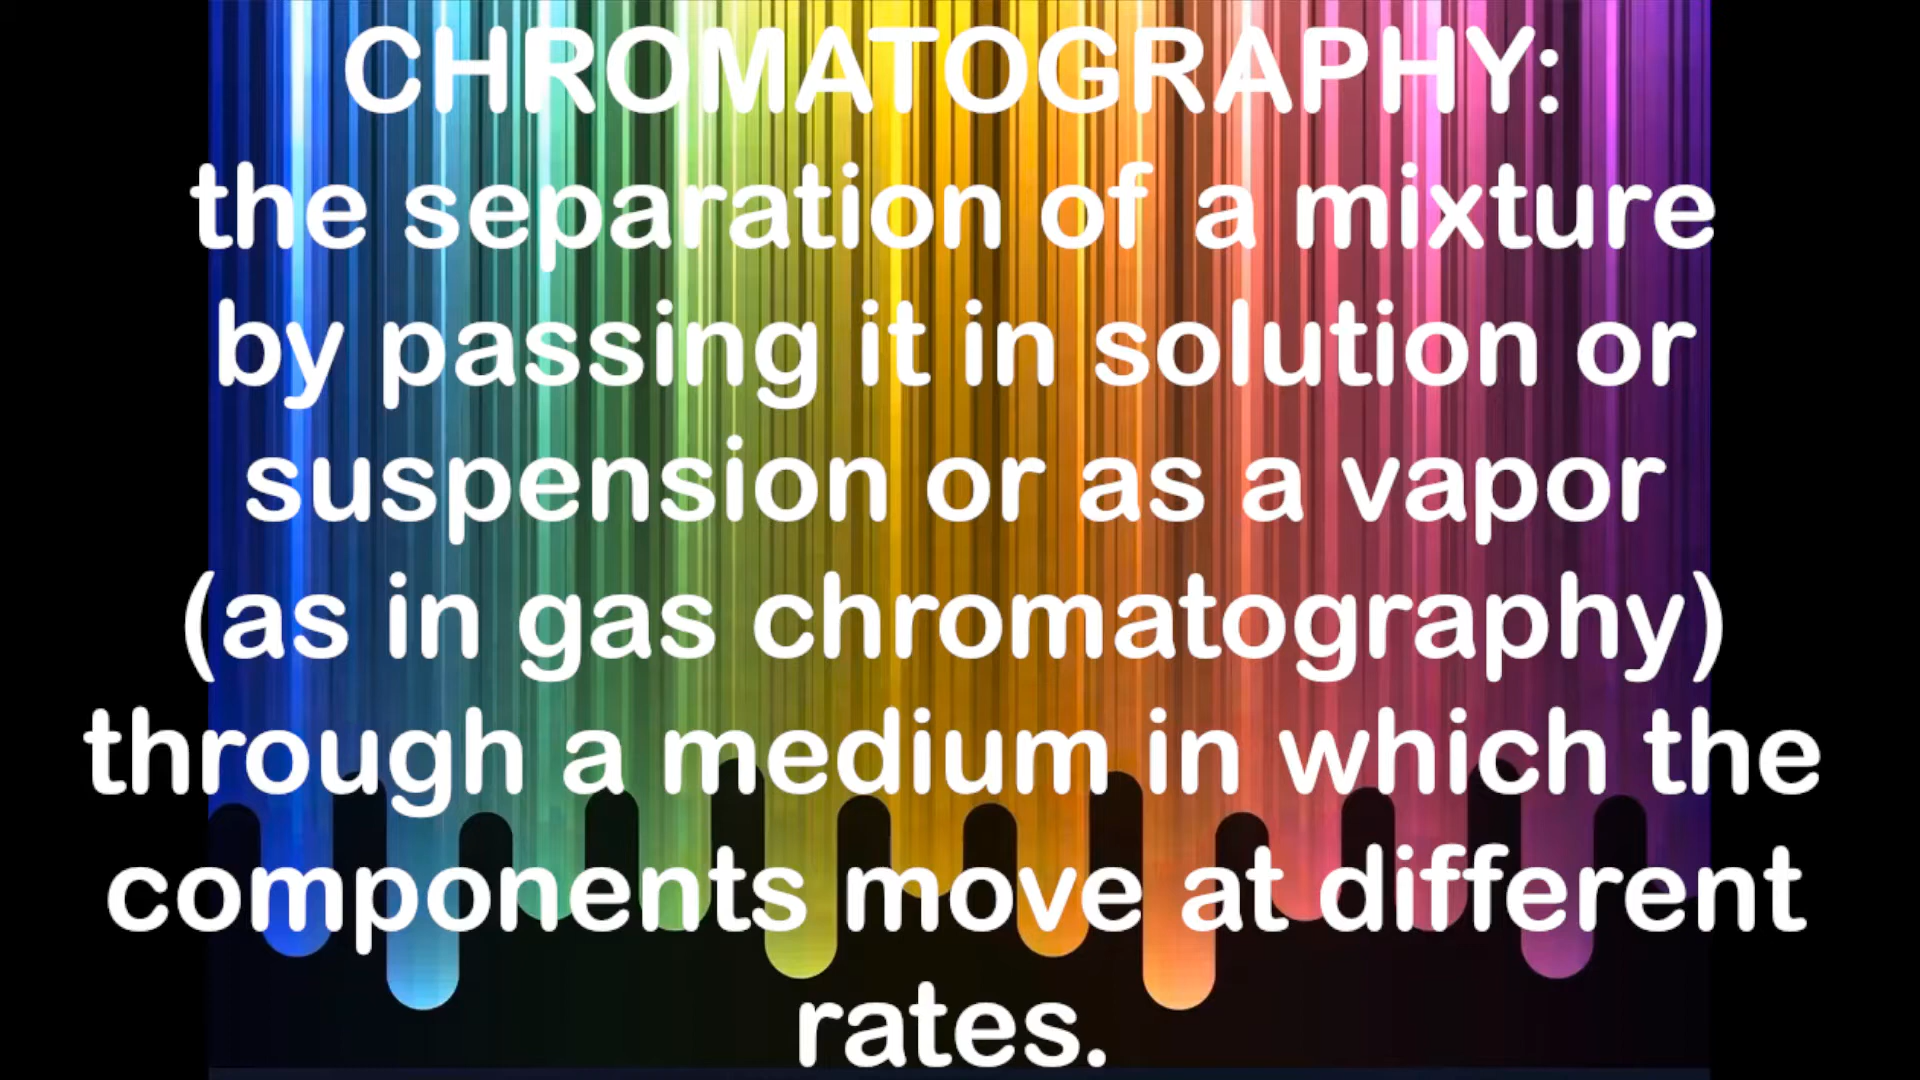 CHROMATOGRAPHY:
the separation of a mixture
by passing it in solution or
suspension or as a vapor
(as in gas chromatography)
through a medium in which the
components move at different
rates.